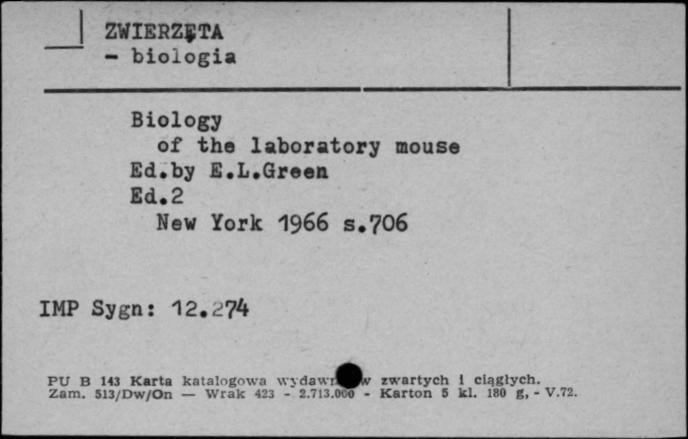 ZWIERZĘTA
- biologia
Biology
of the laboratory mouse
Ed.by E.L.Green
Ed.2
New York 1966 s.706
IMP Sygn: 12.274
PU B 143 Karta katalogowa zwartych i ciągłych.
Zam. 513/Dw/On — Wrak 423 - 2.713.000 - Karton 5 kl. 180 g, - V.72.